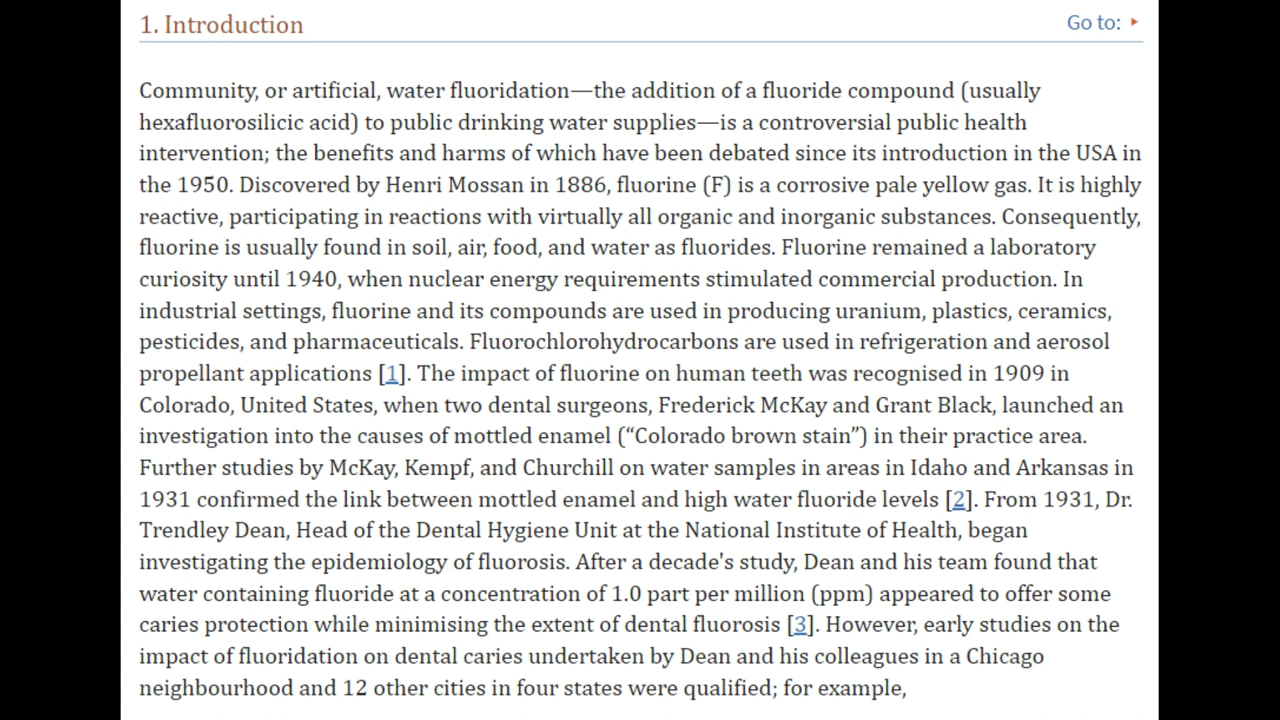 1. Introduction
Go to:
Community, or artificial, water fluoridation—the addition of a fluoride compound (usually
hexafluorosilicic acid) to public drinking water supplies—is a controversial public health
intervention; the benefits and harms of which have been debated since its introduction in the USA in
the 1950. Discovered by Henri Mossan in 1886, fluorine (F) is a corrosive pale yellow gas. It is highly
reactive, participating in reactions with virtually all organic and inorganic substances. Consequently,
fluorine is usually found in soil, air, food, and water as fluorides. Fluorine remained a laboratory
curiosity until 1940, when nuclear energy requirements stimulated commercial production. In
industrial settings, fluorine and its compounds are used in producing uranium, plastics, ceramics,
pesticides, and pharmaceuticals. Fluorochlorohydrocarbons are used in refrigeration and aerosol
propellant applications [1]. The impact of fluorine on human teeth was recognised in 1909 in
Colorado, United States, when two dental surgeons, Frederick McKay and Grant Black, launched an
investigation into the causes of mottled enamel (“Colorado brown stain”) in their practice area.
Further studies by McKay, Kempf, and Churchill on water samples in areas in Idaho and Arkansas in
1931 confirmed the link between mottled enamel and high water fluoride levels [2]. From 1931, Dr.
Trendley Dean, Head of the Dental Hygiene Unit at the National Institute of Health, began
investigating the epidemiology of fluorosis. After a decade's study, Dean and his team found that
water containing fluoride at a concentration of 1.0 part per million (ppm) appeared to offer some
caries protection while minimising the extent of dental fluorosis [3]. However, early studies on the
impact of fluoridation on dental caries undertaken by Dean and his colleagues in a Chicago
neighbourhood and 12 other cities in four states were qualified; for example,